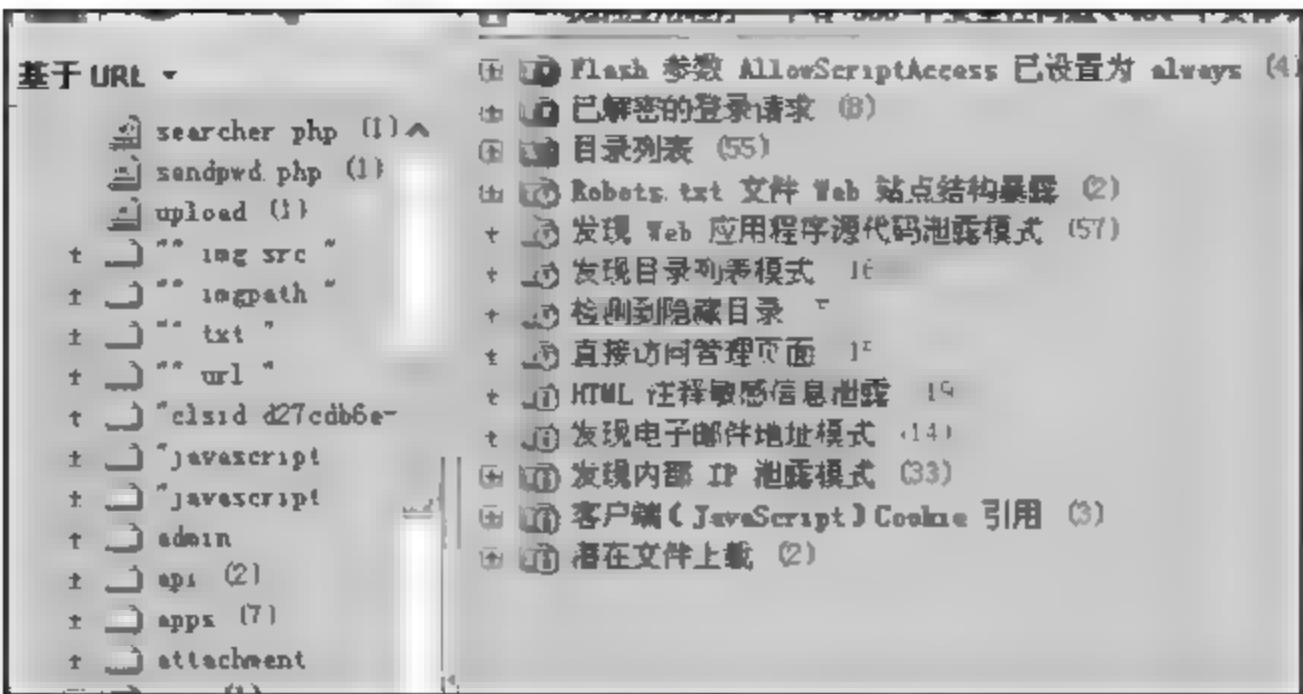 基于 URL
searcher php (1)
sendpwd. php (1)
upload (1)
"" img src "
"" imgpath "
"" txt "
"" url "
"clsid d27cdb6e-
"javascript
"javascript
admin
api (2)
apps (7)
attachment
(1)
Flash 参数 AllowScriptAccess 已设置为 always (4)
已解密的登录请求 (8)
目录列表 (55)
Robots. txt 文件 Web 站点结构暴露 (2)
发现 Web 应用程序源代码泄露模式 (57)
发现目录列表模式
检测到隐藏目录
直接访问管理页面
HTML 注释敏感信息泄露 19
发现电子邮件地址模式 (14)
发现内部 IP 泄露模式 (33)
客户端(JavaScript)Cookie 引用 (3)
潜在文件上载 (2)